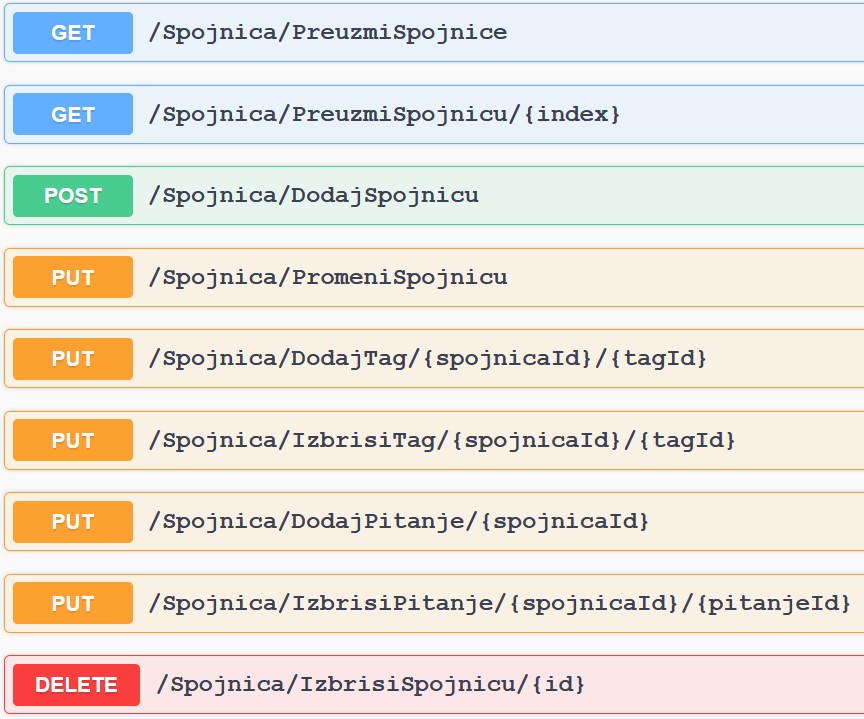 GET /Spojnica/PreuzmiSpojnice
GET /Spojnica/PreuzmiSpojnicu/{index}
POST /Spojnica/DodajSpojnicu
PUT /Spojnica/PromeniSpojnicu
PUT /Spojnica/DodajTag/{spojnicaId}/{tagId}
PUT /Spojnica/IzbrisiTag/{spojnicaId}/{tagId}
PUT /Spojnica/DodajPitanje/{spojnicaId}
PUT /Spojnica/IzbrisiPitanje/{spojnicaId}/{pitanjeId}
DELETE /Spojnica/IzbrisiSpojnicu/{id}